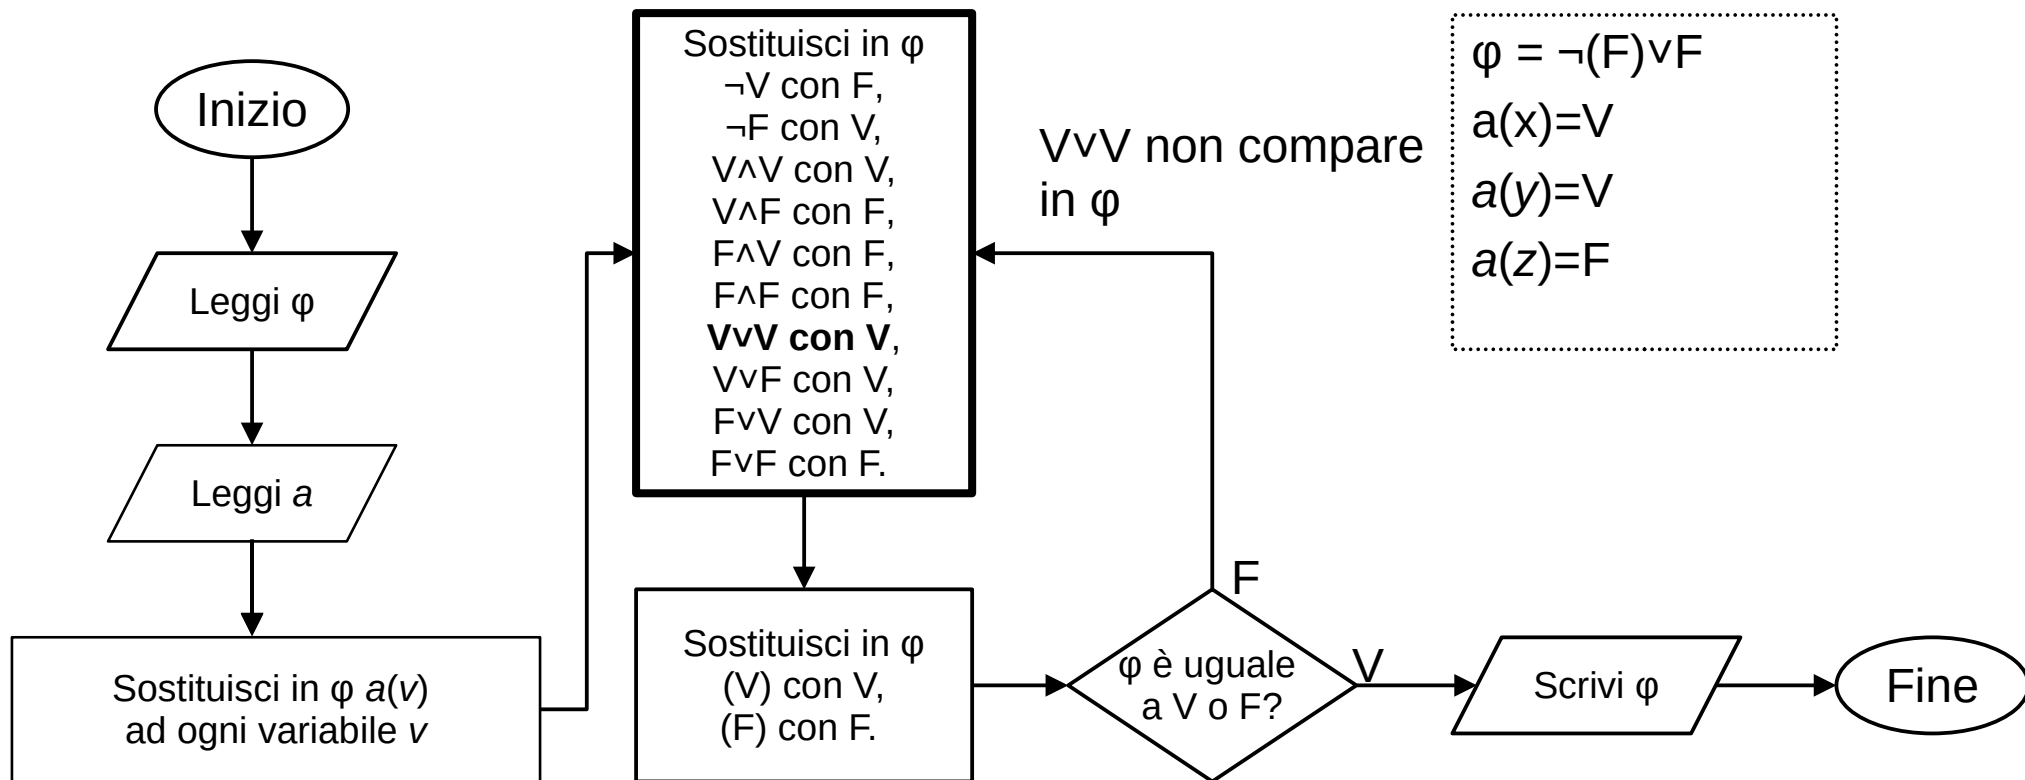 Inizio
Leggi φ
Leggi a
Sostituisci in φ a(v)
ad ogni variabile v
Sostituisci in φ
¬V con F,
¬F con V,
V∧V con V,
V∧F con F,
F∧V con F,
F∧F con F,
V∨V con V,
V∨F con V,
F∨V con V,
F∨F con F.
Sostituisci in φ
(V) con V,
(F) con F.
V∨V non compare
in φ
F
φ è uguale
a V o F?
V
Scrivi φ
Fine
φ = ¬(F)∨F
a(x)=V
a(y)=V
a(z)=F